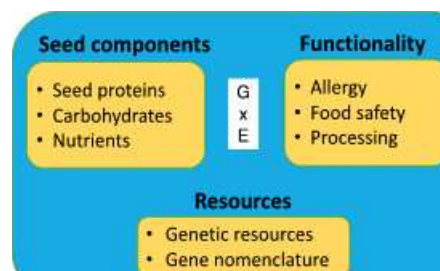 Seed components
• Seed proteins
• Carbohydrates
• Nutrients
G
x
E
Functionality
• Allergy
• Food safety
• Processing
Resources
• Genetic resources
• Gene nomenclature